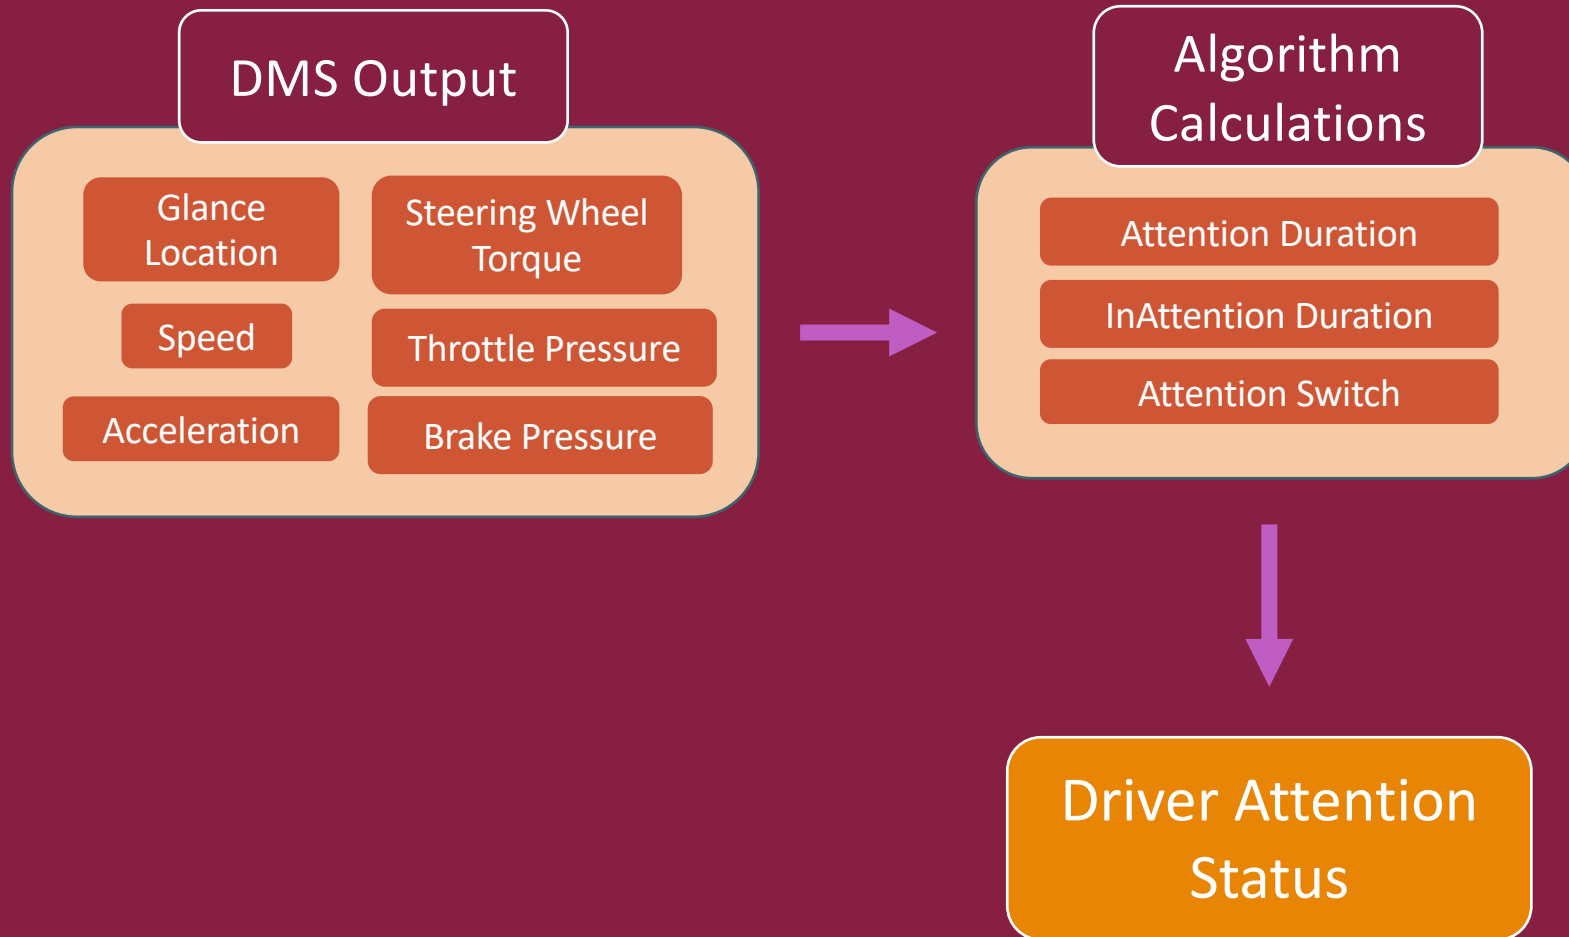 DMS Output
Glance
Location
Steering Wheel
Torque
Speed
Throttle Pressure
Acceleration
Brake Pressure
Algorithm
Calculations
Attention Duration
InAttention Duration
Attention Switch
Driver Attention
Status